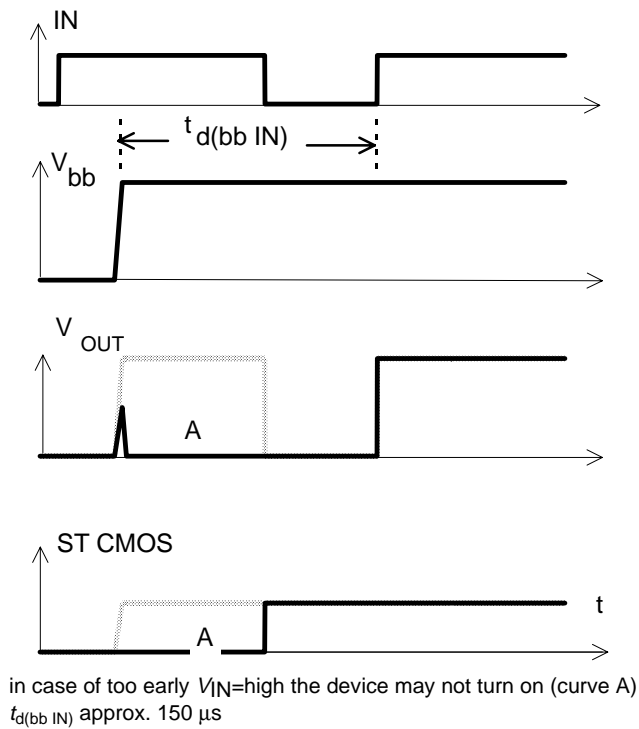 IN
t d(bb IN)
V bb
V OUT
A
ST CMOS
t
A
in case of too early VIN=high the device may not turn on (curve A)
td(bb IN) approx. 150 μs